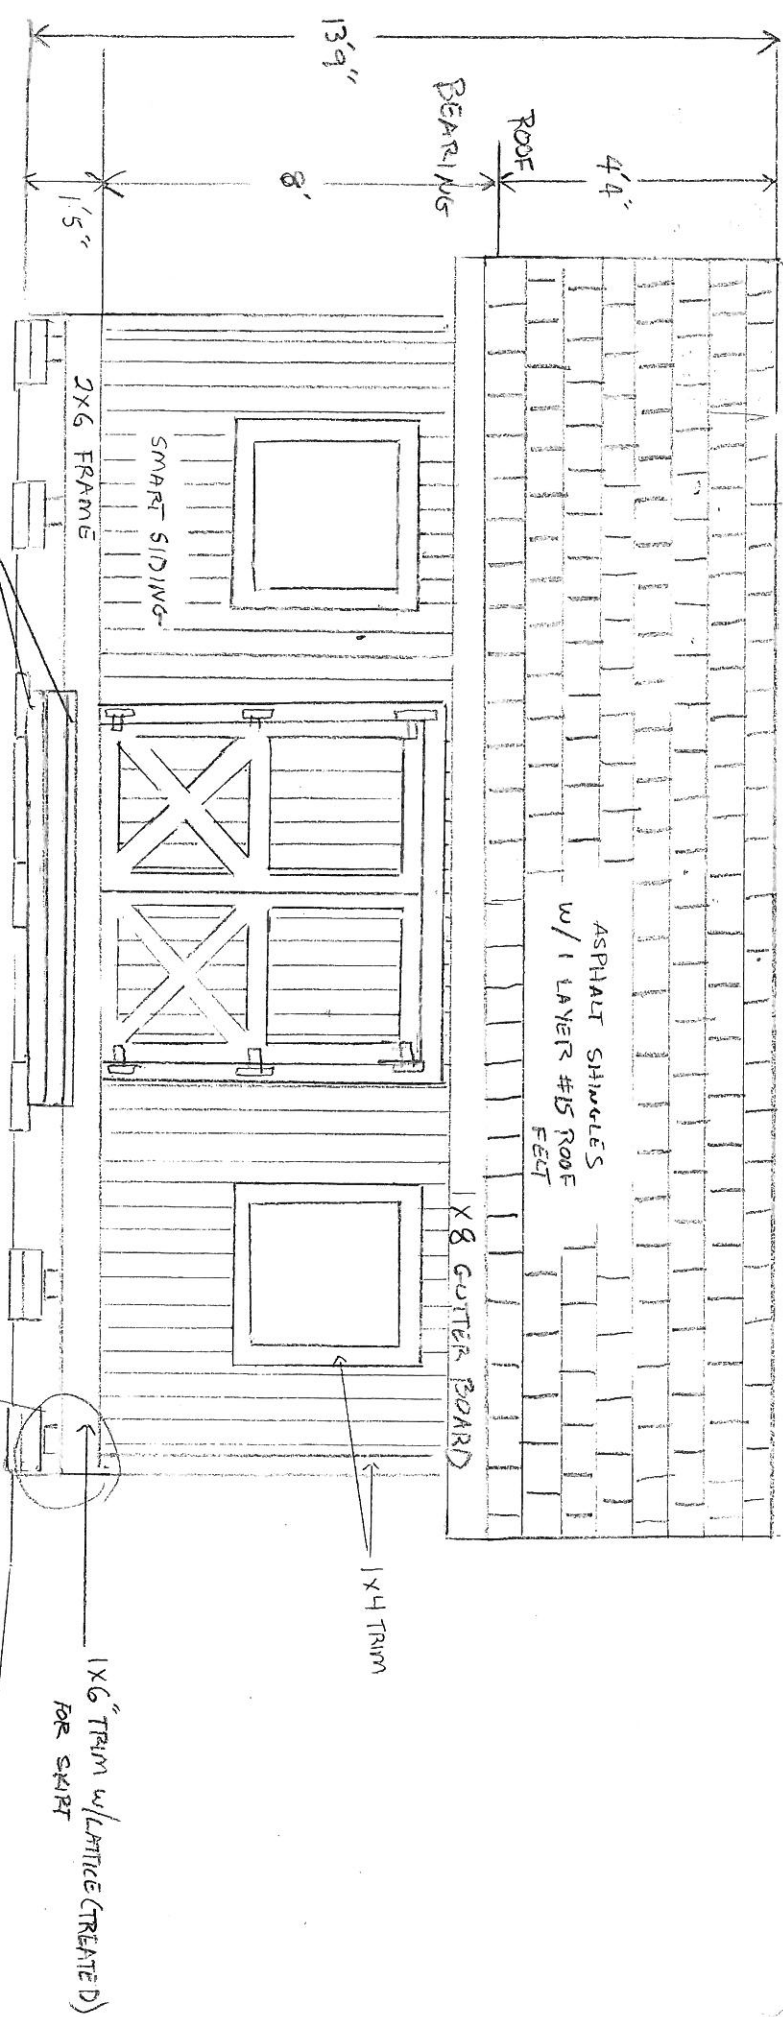 13'9"
4'4"
ROOF
BEARING
8'
1'5"
ASPHALT SHINGLES
W/ 1 LAYER #15 ROOF
FELT
1X8 GUTTER BOARD
SMART SIDING
2X6 FRAME
1X4 TRIM
1X6" TRIM W/LATTICE (TREATED)
FOR SKIRT